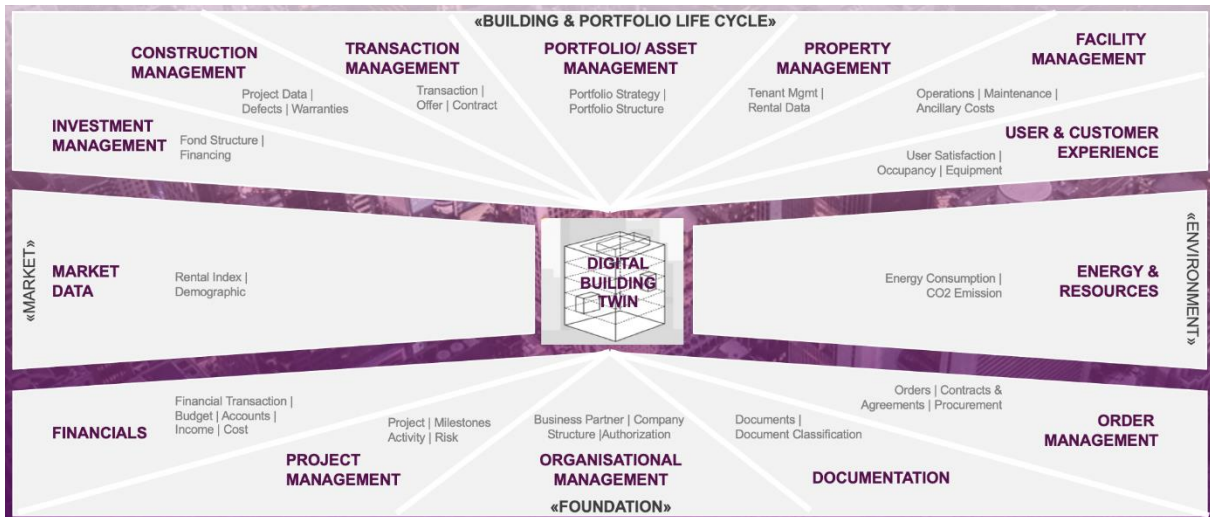 «BUILDING & PORTFOLIO LIFE CYCLE»
CONSTRUCTION
MANAGEMENT
Project Data |
Defects | Warranties
TRANSACTION
MANAGEMENT
Transaction
| Offer | Contract
PORTFOLIO/ ASSET
MANAGEMENT
Portfolio Strategy |
Portfolio Structure
PROPERTY
MANAGEMENT
Tenant Mgmt |
Rental Data
FACILITY
MANAGEMENT
Operations | Maintenance |
Ancillary Costs
INVESTMENT
MANAGEMENT
Fond Structure |
Financing
USER & CUSTOMER
EXPERIENCE
User Satisfaction |
Occupancy | Equipment
«MARKET»
MARKET
DATA
Rental Index |
Demographic
DIGITAL
BUILDING
TWIN
Energy Consumption |
CO2 Emission
ENERGY &
RESOURCES
«ENVIRONMENT»
FINANCIALS
Financial Transaction |
Budget | Accounts |
Income | Cost
Project | Milestones
Activity | Risk
PROJECT
MANAGEMENT
Business Partner | Company
Structure |Authorization
ORGANISATIONAL
MANAGEMENT
Documents |
Document Classification
DOCUMENTATION
Orders | Contracts &
Agreements | Procurement
ORDER
MANAGEMENT
«FOUNDATION»